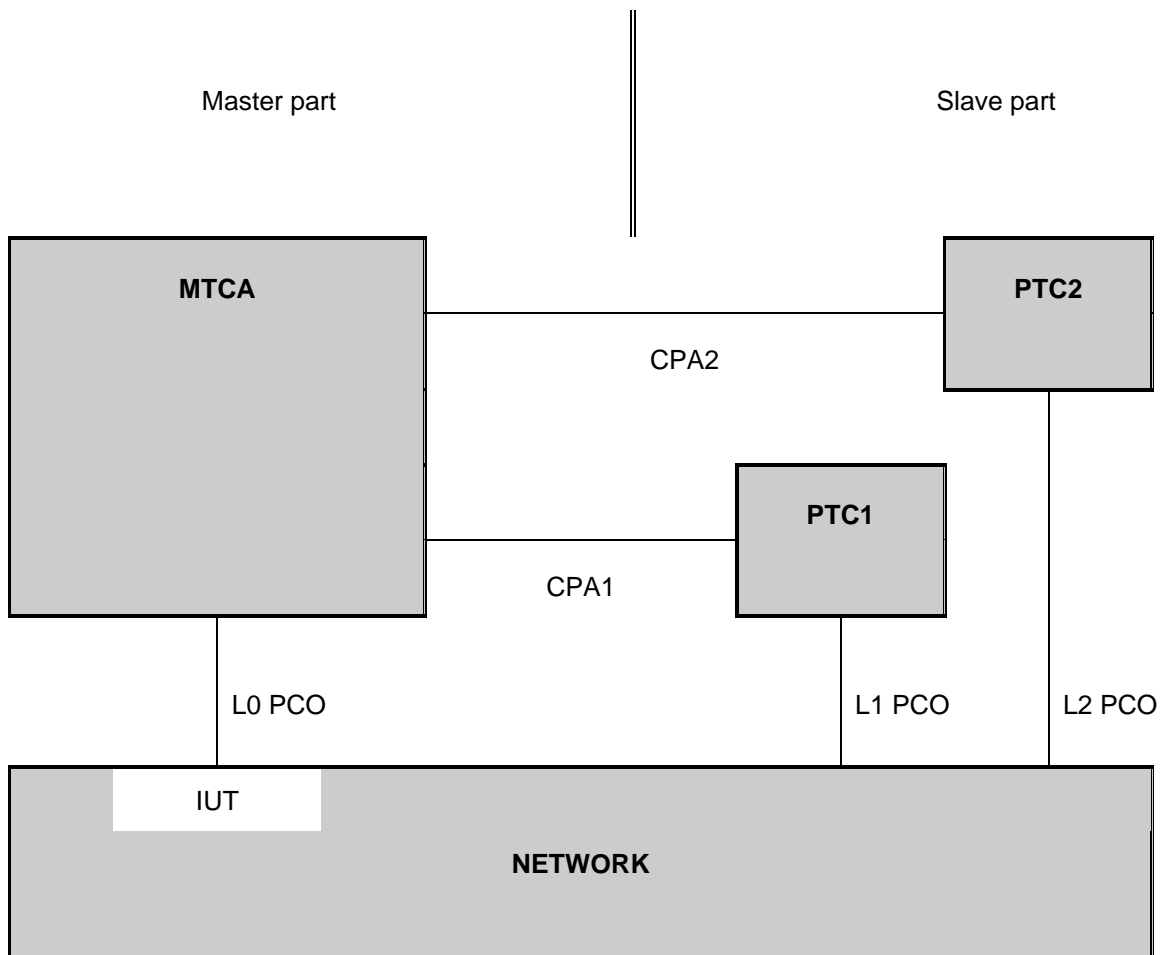 Master part
Slave part
MTCA
PTC2
CPA2
PTC1
CPA1
L0 PCO
L1 PCO
L2 PCO
IUT
NETWORK